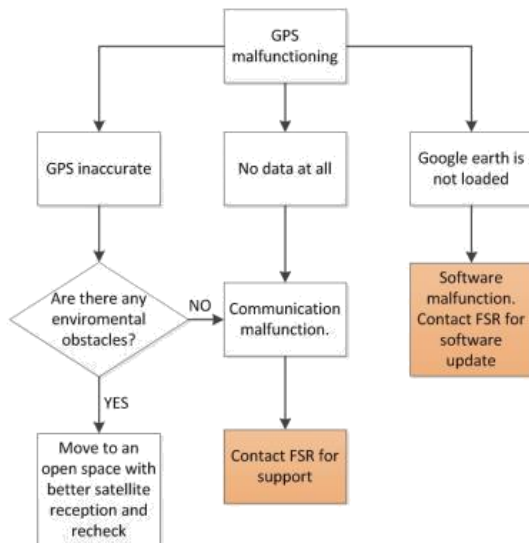 GPS
malfunctioning
GPS inaccurate
No data at all
Google earth is
not loaded
Are there any
enviromental
obstacles?
NO
Communication
malfunction.
Software
malfunction.
Contact FSR for
software
update
YES
Move to an
open space with
better satellite
reception and
recheck
Contact FSR for
support